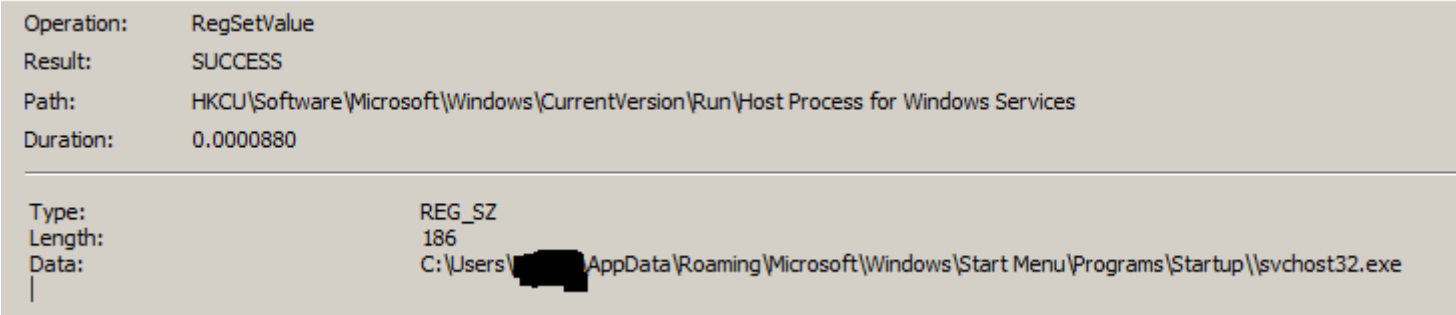 Operation: RegSetValue
Result: SUCCESS
Path: HKCU\Software\Microsoft\Windows\CurrentVersion\Run\Host Process for Windows Services
Duration: 0.0000880
Type: REG_SZ
Length: 186
Data: C:\Users\ \AppData\Roaming\Microsoft\Windows\Start Menu\Programs\Startup\\svchost32.exe